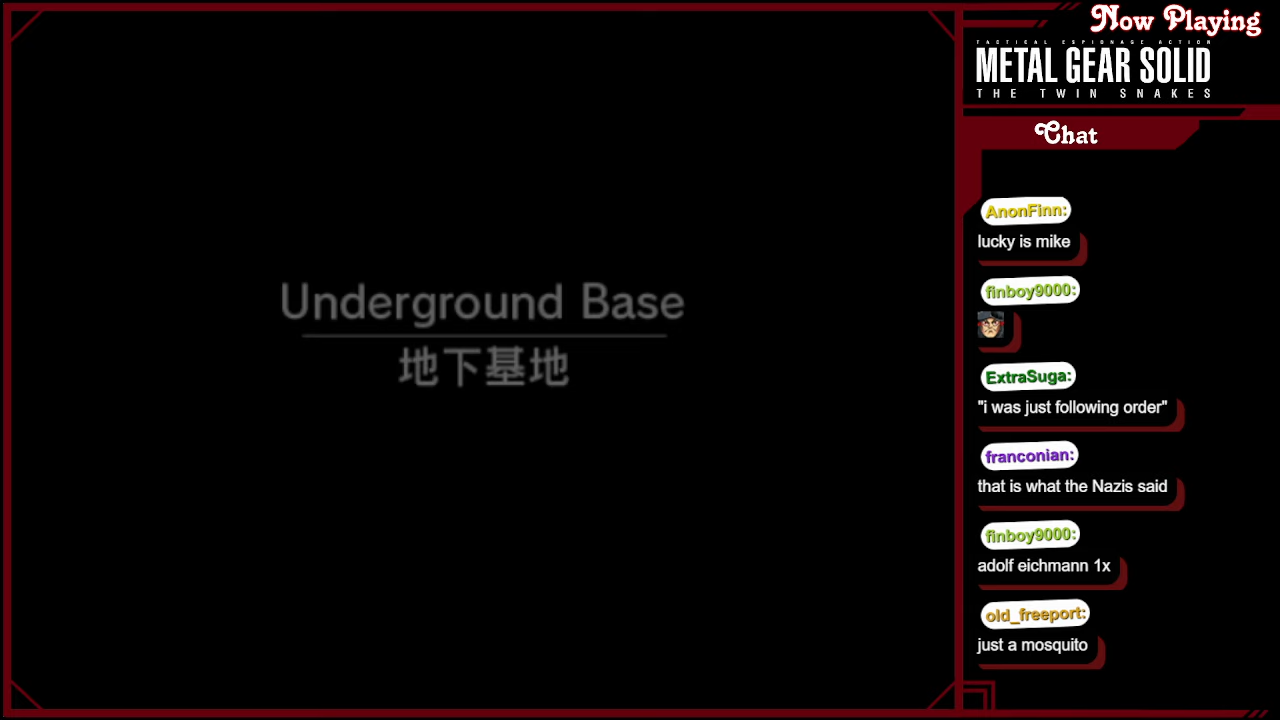 Underground Base
地下基地
Now Playing
TACTICAL ESPIONAGE ACTION
METAL GEAR SOLID
THE TWIN SNAKES
Chat
AnonFinn:
lucky is mike
finboy9000:
ExtraSuga:
"i was just following order"
franconian:
that is what the Nazis said
finboy9000:
adolf eichmann 1x
old_freeport:
just a mosquito